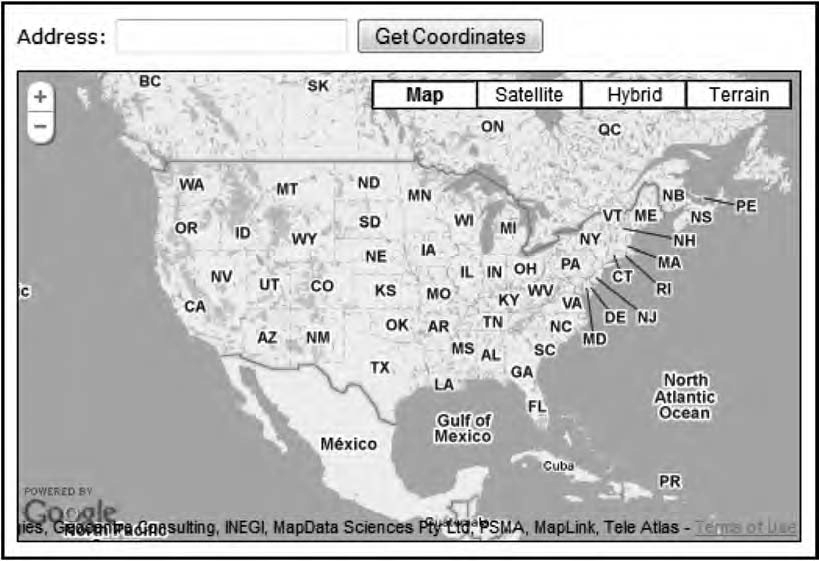 Address:
Get Coordinates
+
−
Map
Satellite
Hybrid
Terrain
BC
SK
ON
QC
WA
MT
ND
MN
NB
PE
OR
ID
SD
WI
MI
VT
ME
NS
WY
NY
NH
NE
IA
PA
MA
NV
UT
CO
IL
IN
OH
CT
RI
ic
KS
MO
KY
WV
VA
CA
DE
NJ
OK
AR
TN
NC
MD
AZ
NM
MS
AL
SC
TX
GA
LA
FL
North
Atlantic
Ocean
Gulf of
Mexico
México
Cuba
PR
POWERED BY
Google
North Pacific
gies, Geocentre Consulting, INEGI, MapData Sciences Pty Ltd, PSMA, MapLink, Tele Atlas - Terms of Use